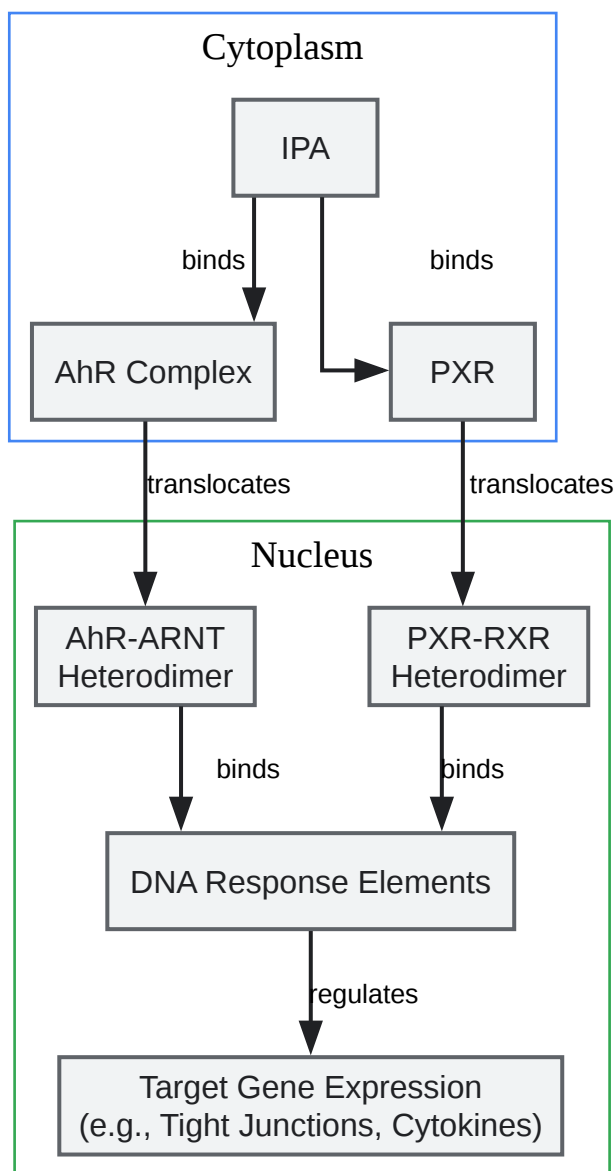 Cytoplasm
IPA
binds
binds
AhR Complex
PXR
translocates
translocates
Nucleus
AhR-ARNT
Heterodimer
PXR-RXR
Heterodimer
binds
binds
DNA Response Elements
regulates
Target Gene Expression
(e.g., Tight Junctions, Cytokines)